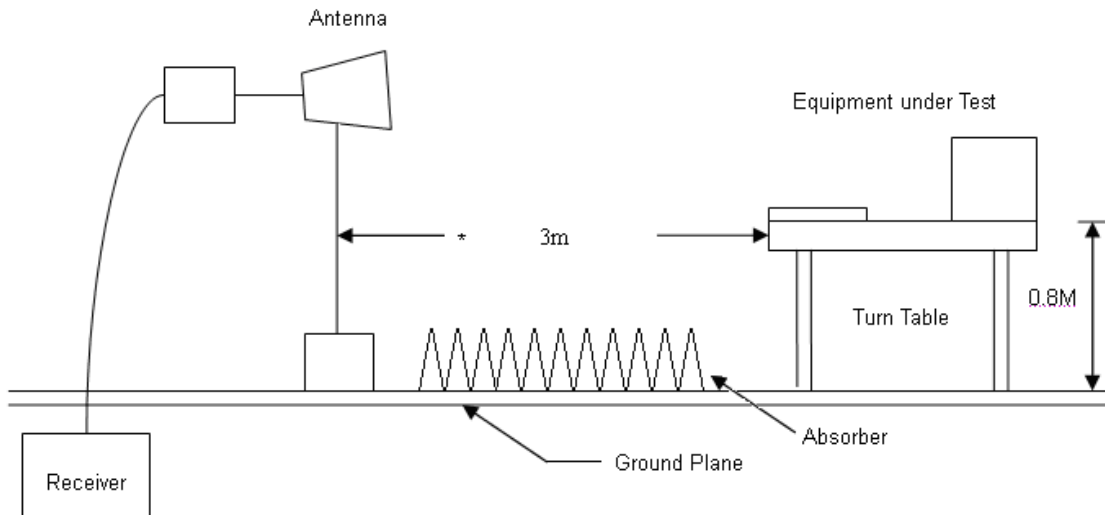 Antenna
Equipment under Test
* 3m
0.8M
Turn Table
Absorber
Ground Plane
Receiver